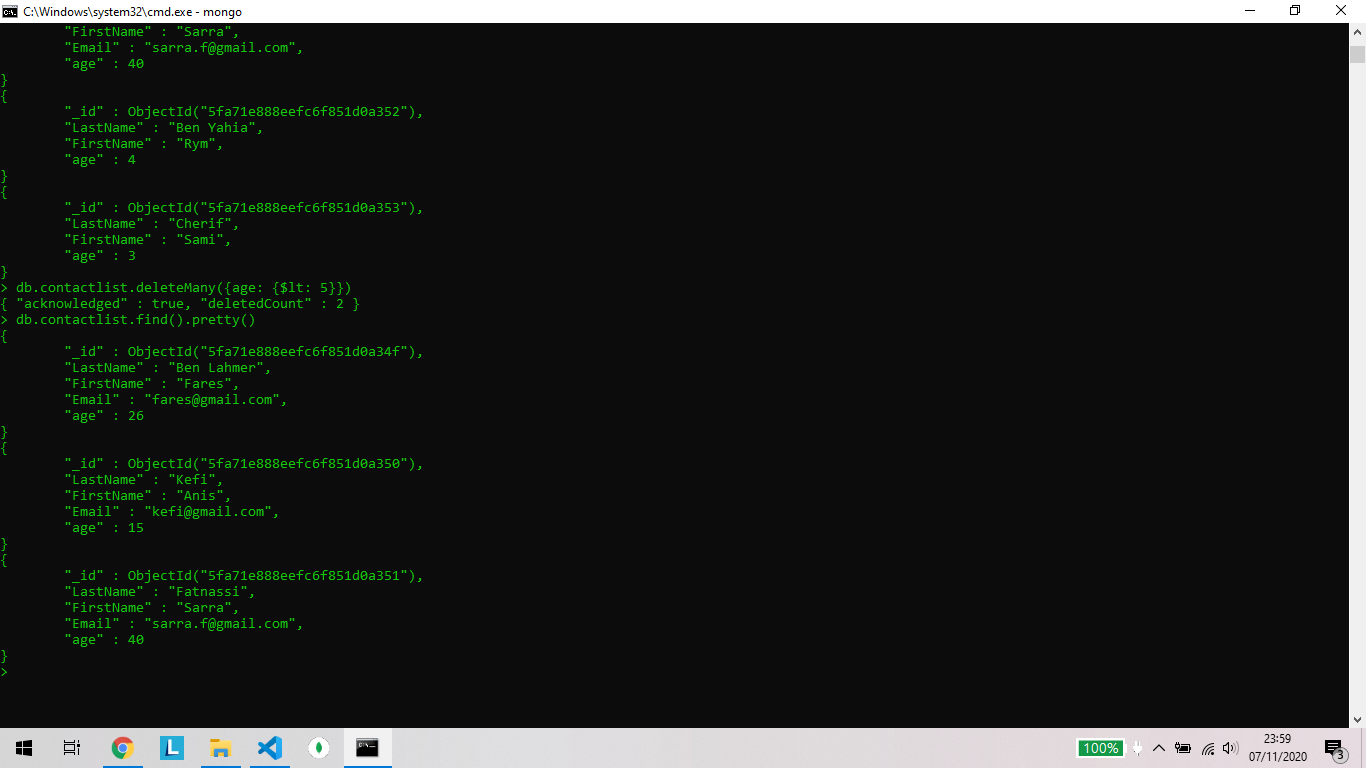 C:\Windows\system32\cmd.exe - mongo
"FirstName" : "Sarra",
"Email" : "sarra.f@gmail.com",
"age" : 40
}
{
"_id" : ObjectId("5fa71e888eefc6f851d0a352"),
"LastName" : "Ben Yahia",
"FirstName" : "Rym",
"age" : 4
}
{
"_id" : ObjectId("5fa71e888eefc6f851d0a353"),
"LastName" : "Cherif",
"FirstName" : "Sami",
"age" : 3
}
> db.contactlist.deleteMany({age: {$lt: 5}})
{ "acknowledged" : true, "deletedCount" : 2 }
> db.contactlist.find().pretty()
{
"_id" : ObjectId("5fa71e888eefc6f851d0a34f"),
"LastName" : "Ben Lahmer",
"FirstName" : "Fares",
"Email" : "fares@gmail.com",
"age" : 26
}
{
"_id" : ObjectId("5fa71e888eefc6f851d0a350"),
"LastName" : "Kefi",
"FirstName" : "Anis",
"Email" : "kefi@gmail.com",
"age" : 15
}
{
"_id" : ObjectId("5fa71e888eefc6f851d0a351"),
"LastName" : "Fatnassi",
"FirstName" : "Sarra",
"Email" : "sarra.f@gmail.com",
"age" : 40
}
>
L
C:\_
100%
23:59
07/11/2020
3